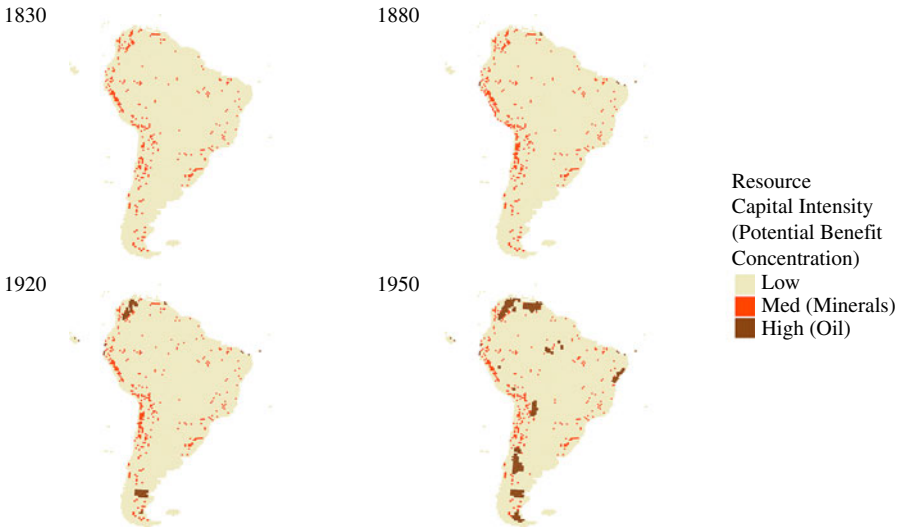 1830
1880
1920
1950
Resource
Capital Intensity
(Potential Benefit
Concentration)
Low
Med (Minerals)
High (Oil)